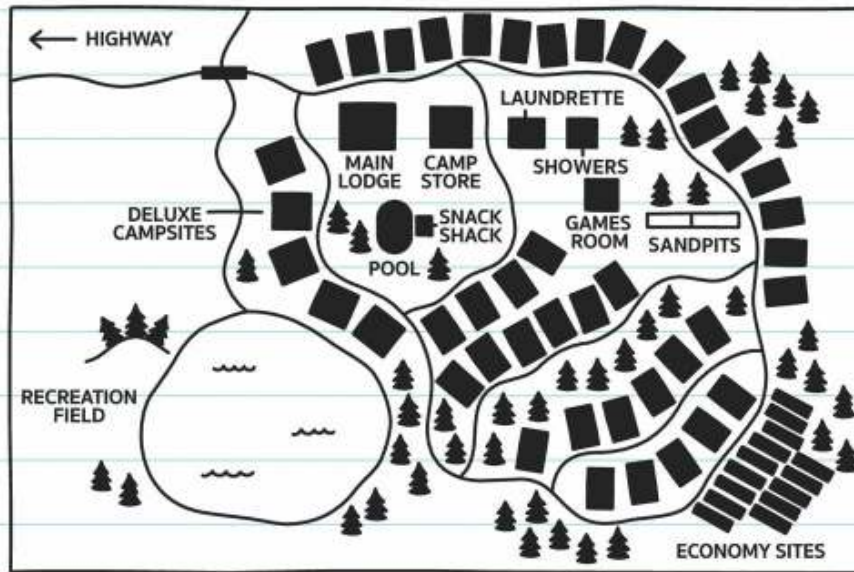 HIGHWAY
LAUNDRETTE
MAIN
LODGE
CAMP
STORE
SHOWERS
DELUXE
CAMPSITES
SNACK
SHACK
GAMES
ROOM
SANDPITS
POOL
RECREATION
FIELD
ECONOMY SITES